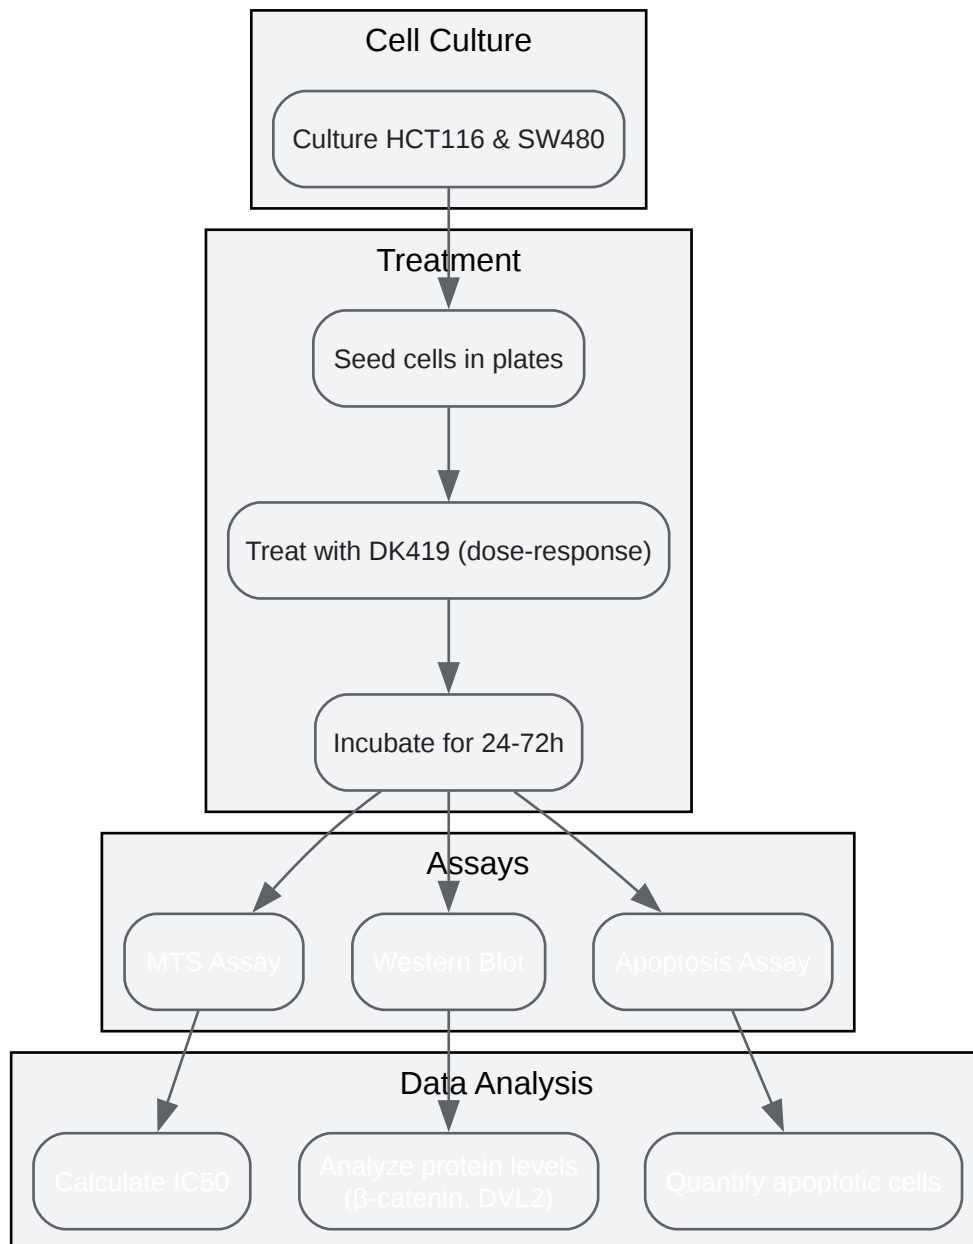 Cell Culture
Culture HCT116 & SW480
Treatment
Seed cells in plates
Treat with DK419 (dose-response)
Incubate for 24-72h
Assays
MTS Assay
Western Blot
Apoptosis Assay
Data Analysis
Calculate IC50
Analyze protein levels
(β-catenin, DVL2)
Quantify apoptotic cells